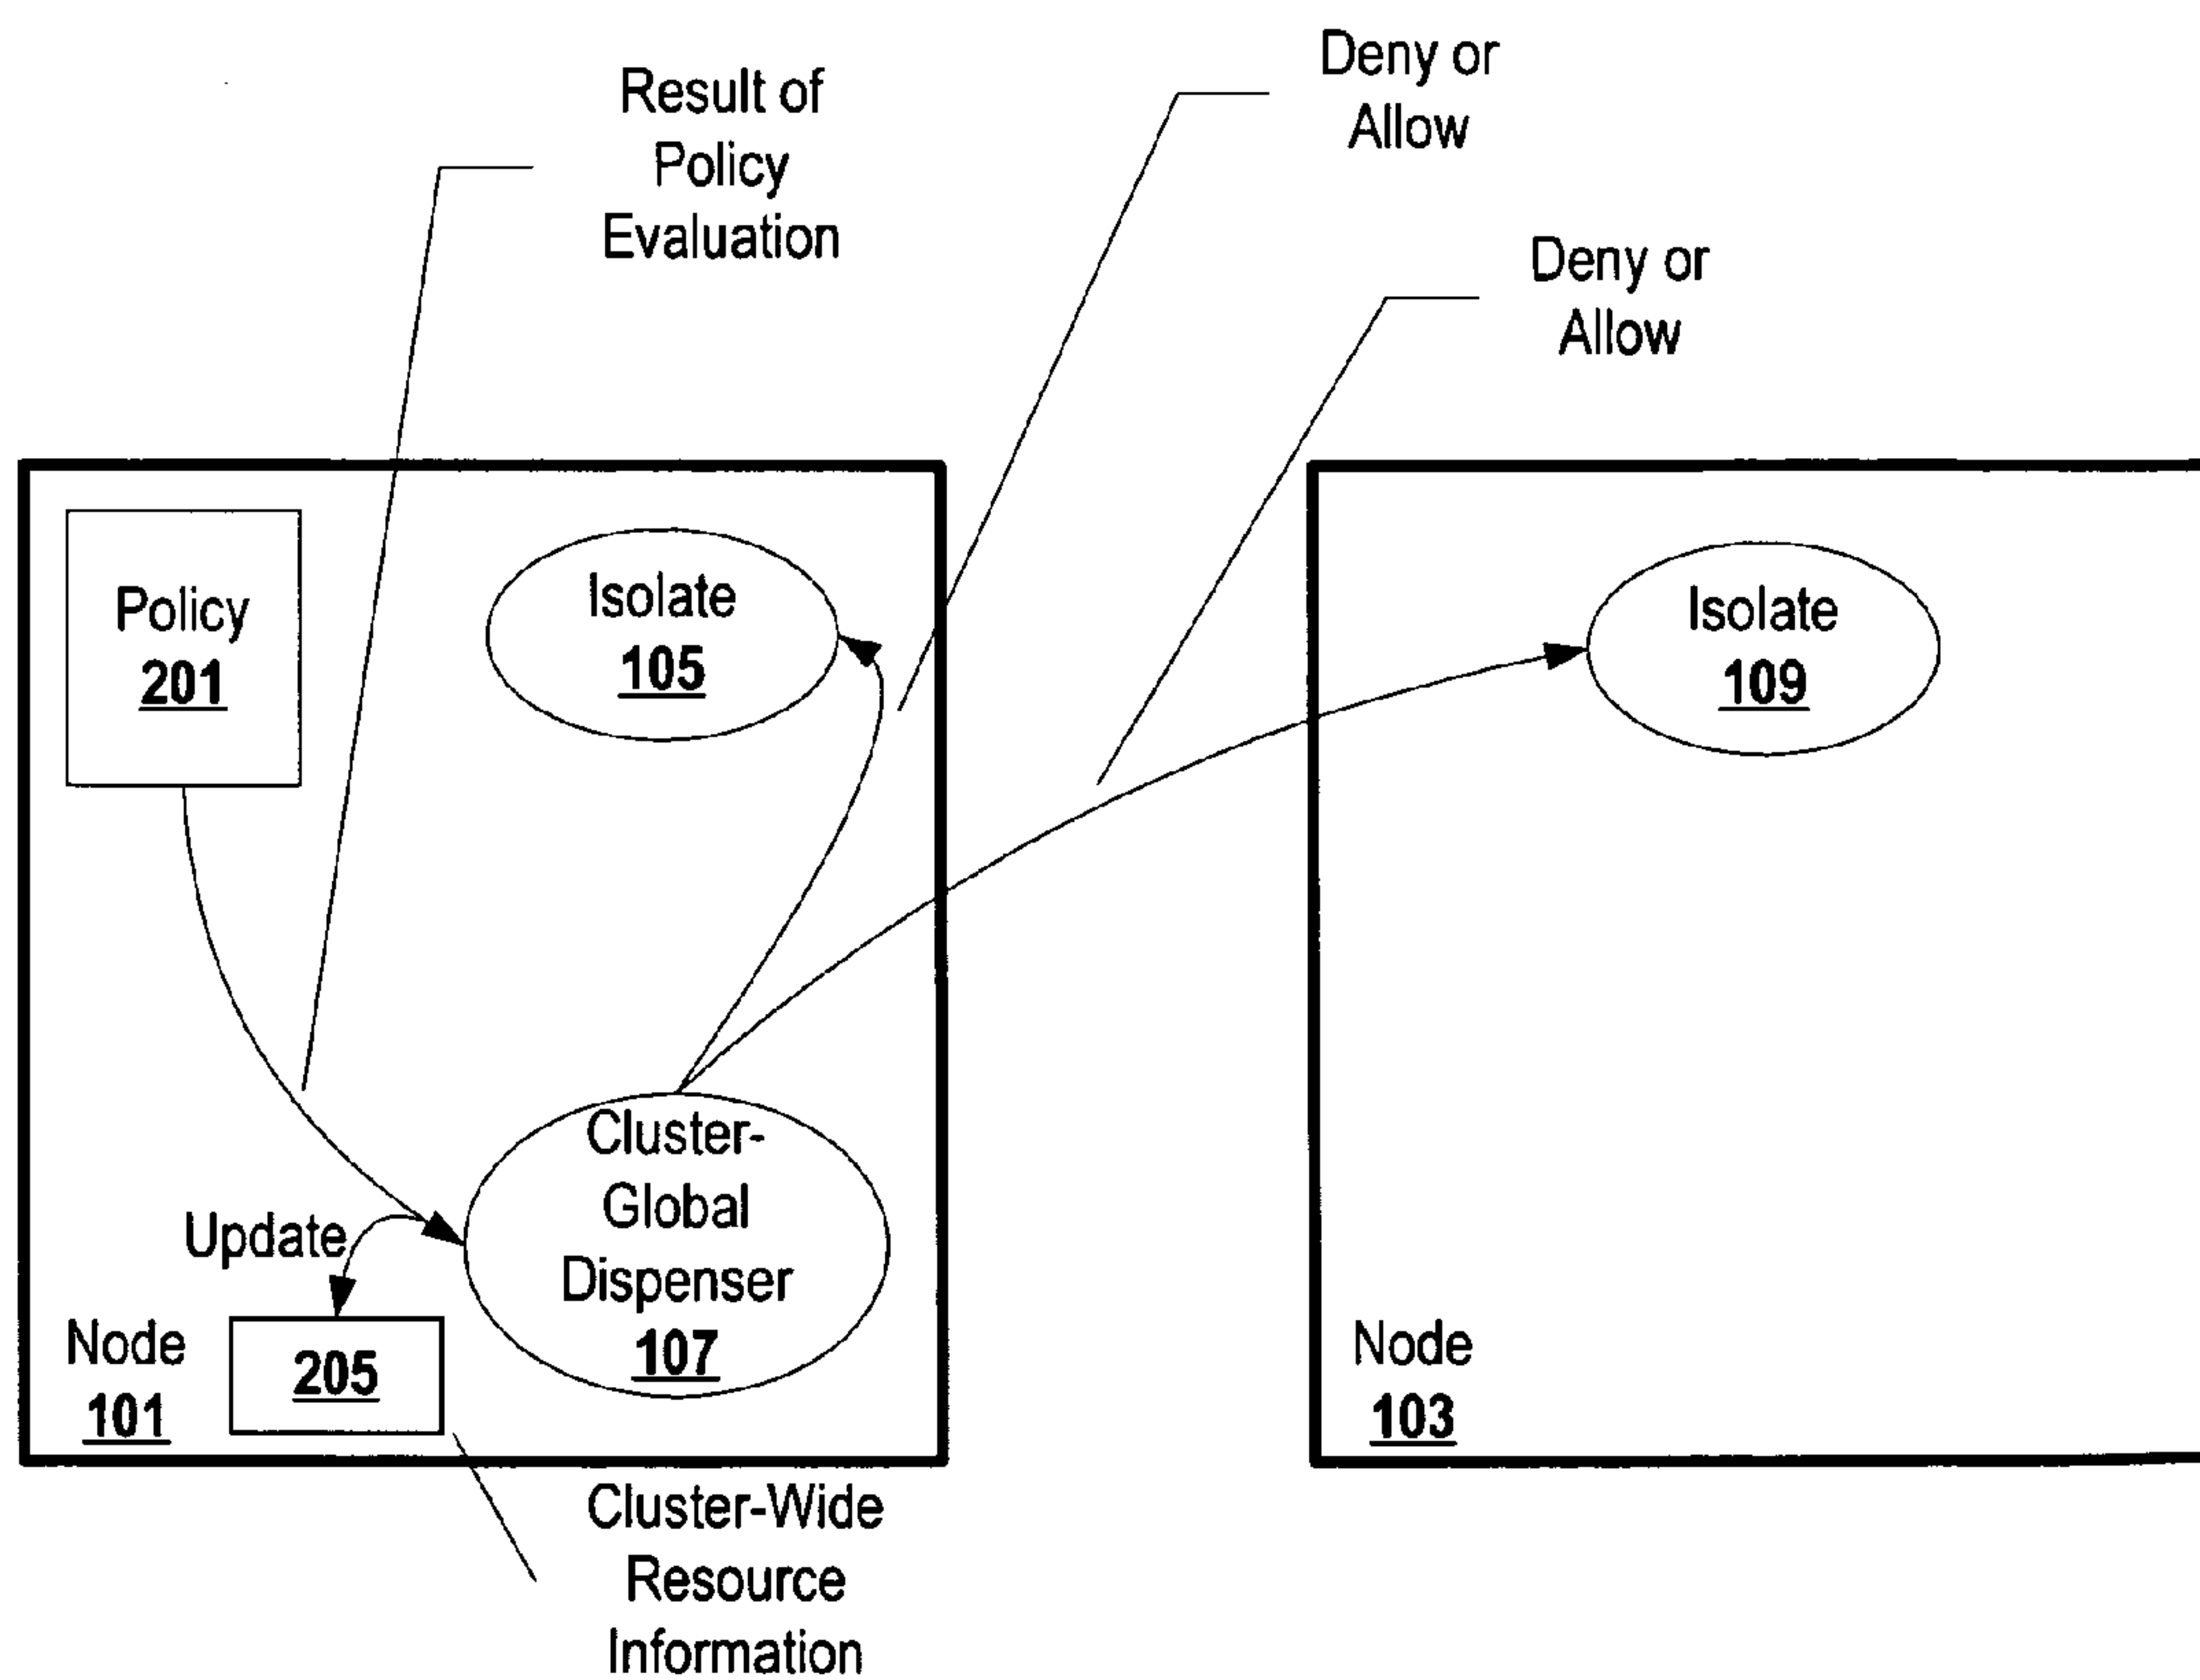 Result of
Policy
Evaluation
Deny or
Allow
Deny or
Allow
Policy
201
Isolate
105
Isolate
109
Update
Cluster-
Global
Dispenser
107
Node
101
205
Node
103
Cluster-Wide
Resource
Information